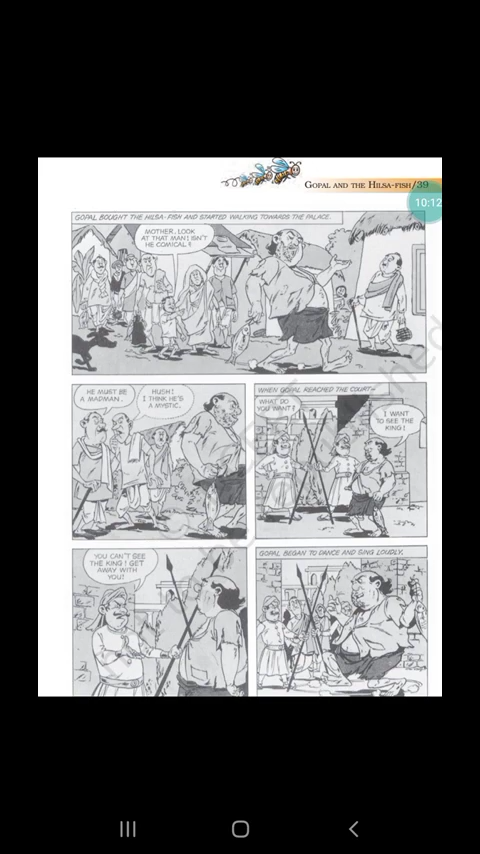 GOPAL AND THE HILSA-FISH/39
10:12
GOPAL BOUGHT THE HILSA-FISH AND STARTED WALKING TOWARDS THE PALACE.
MOTHER, LOOK
AT THAT MAN! ISN'T
HE COMICAL?
HE MUST BE
A MADMAN.
HUSH!
I THINK HE'S
A MYSTIC.
WHEN GOPAL REACHED THE COURT—
WHAT DO
YOU WANT?
I WANT
TO SEE THE
KING!
YOU CAN'T SEE
THE KING! GET
AWAY WITH
YOU!
GOPAL BEGAN TO DANCE AND SING LOUDLY.